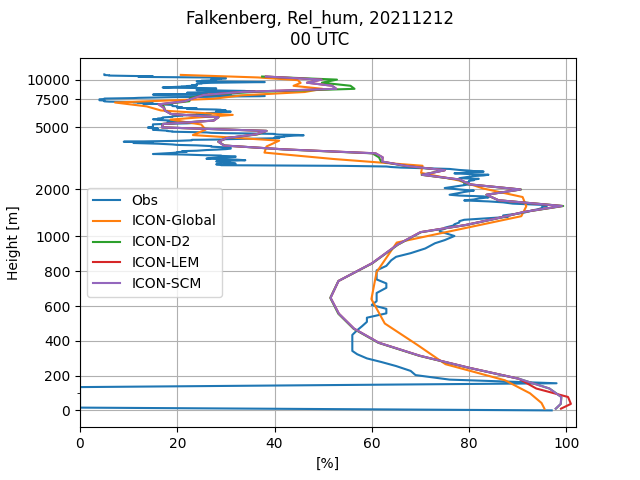 Falkenberg, Rel_hum, 20211212
00 UTC
10000
7500
5000
2000
1000
800
600
400
200
0
Height [m]
Obs
ICON-Global
ICON-D2
ICON-LEM
ICON-SCM
0 20 40 60 80 100
[%]